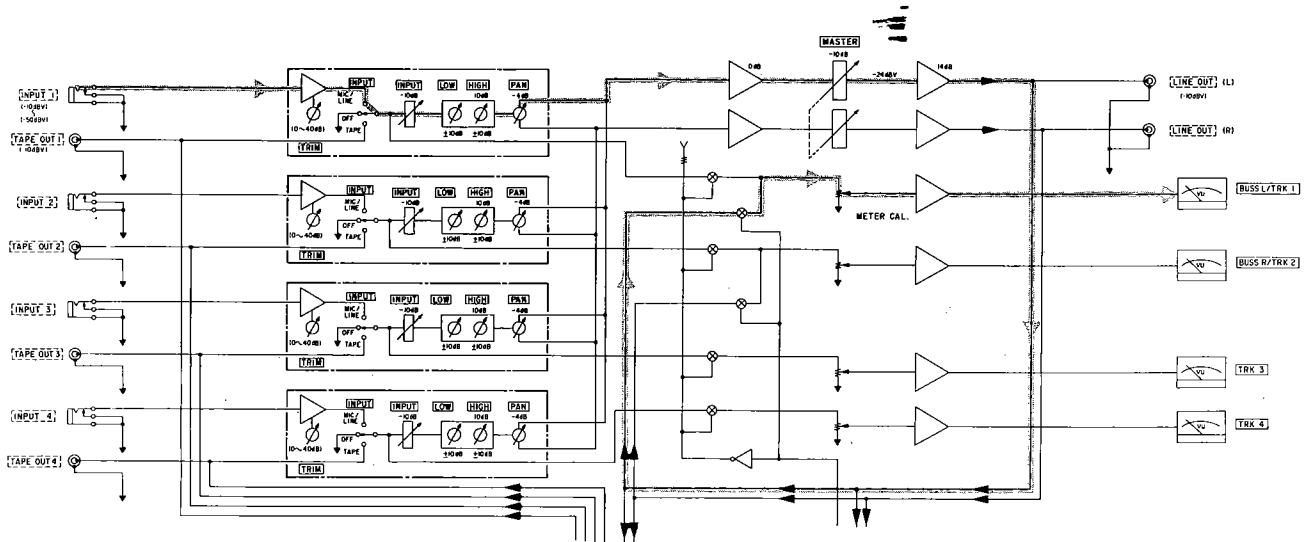 MASTER
-10dB
0dB
-24dBV
14dB
LINE OUT (L)
(-10dBV)
LINE OUT (R)
INPUT 1
(-10dBV)
(-50dBV)
TAPE OUT 1
(-10dBV)
INPUT
MIC/
LINE
OFF
TAPE
(0~40dB)
TRIM
INPUT
-10dB
LOW
HIGH
10dB
±10dB
±10dB
PAN
-4dB
INPUT 2
TAPE OUT 2
INPUT
MIC/
LINE
OFF
TAPE
(0~40dB)
TRIM
INPUT
-10dB
LOW
HIGH
10dB
±10dB
±10dB
PAN
-4dB
METER CAL.
VU
BUSS L/TRK 1
VU
BUSS R/TRK 2
INPUT 3
TAPE OUT 3
INPUT
MIC/
LINE
OFF
TAPE
(0~40dB)
TRIM
INPUT
-10dB
LOW
HIGH
10dB
±10dB
±10dB
PAN
-4dB
VU
TRK 3
INPUT 4
TAPE OUT 4
INPUT
MIC/
LINE
OFF
TAPE
(0~40dB)
TRIM
INPUT
-10dB
LOW
HIGH
10dB
±10dB
±10dB
PAN
-4dB
VU
TRK 4